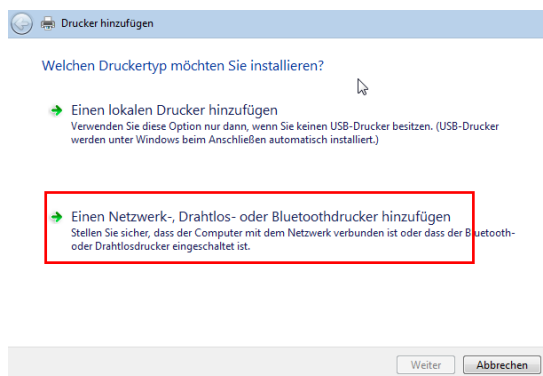 Drucker hinzufügen
Welchen Druckertyp möchten Sie installieren?
Einen lokalen Drucker hinzufügen
Verwenden Sie diese Option nur dann, wenn Sie keinen USB-Drucker besitzen. (USB-Drucker
werden unter Windows beim Anschließen automatisch installiert.)
Einen Netzwerk-, Drahtlos- oder Bluetoothdrucker hinzufügen
Stellen Sie sicher, dass der Computer mit dem Netzwerk verbunden ist oder dass der Bluetooth-
oder Drahtlosdrucker eingeschaltet ist.
Weiter Abbrechen